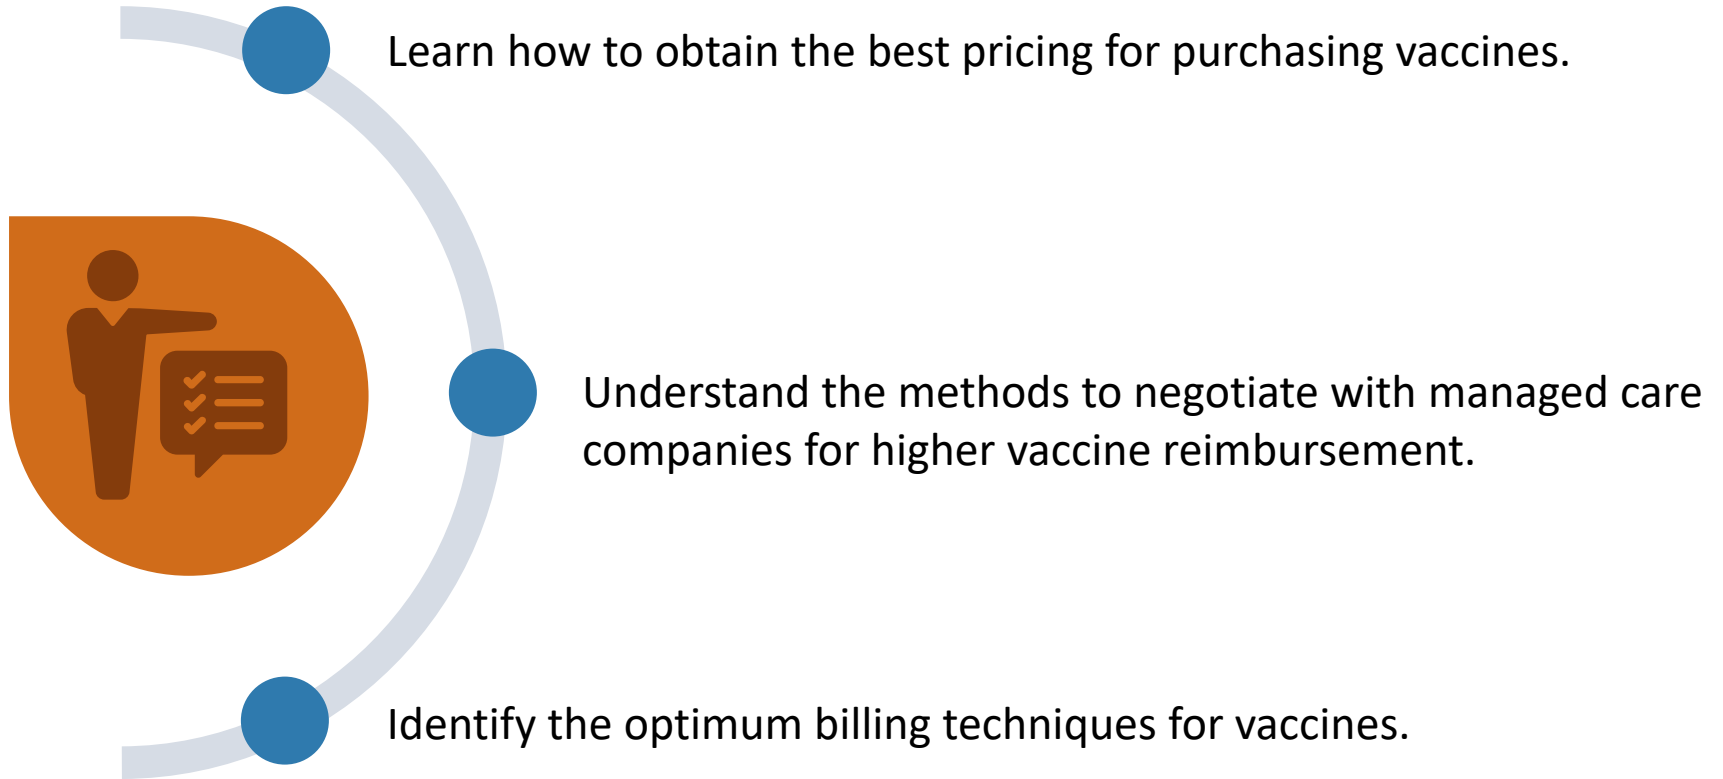 Learn how to obtain the best pricing for purchasing vaccines.
Understand the methods to negotiate with managed care
companies for higher vaccine reimbursement.
Identify the optimum billing techniques for vaccines.